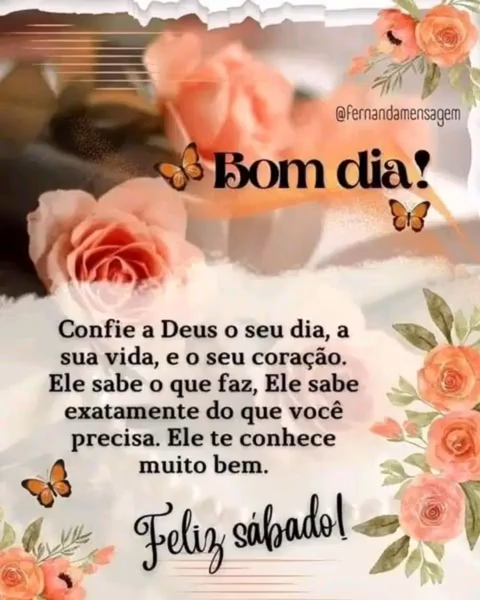 @fernandamensagem
Bom dia!
Confie a Deus o seu dia, a
sua vida, e o seu coração.
Ele sabe o que faz, Ele sabe
exatamente do que você
precisa. Ele te conhece
muito bem.
Feliz sábado!